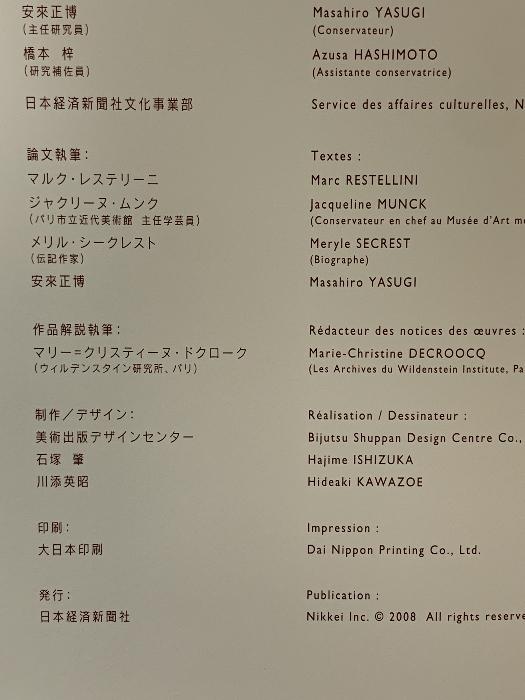 安來正博
Masahiro YASUGI
(主任研究員)
(Conservateur)
橋本 梓
Azusa HASHIMOTO
(研究補佐員)
(Assistante conservatrice)
日本経済新聞社文化事業部
Service des affaires culturelles, N
論文執筆:
Textes :
マルク・レステリーニ
Marc RESTELLINI
ジャクリーヌ・ムンク
Jacqueline MUNCK
(パリ市立近代美術館 主任学芸員)
(Conservateur en chef au Musée d'Art mo
メリル・シークレスト
Meryle SECREST
(伝記作家)
(Biographe)
安來正博
Masahiro YASUGI
作品解説執筆:
Rédacteur des notices des œuvres :
マリー=クリスティーヌ・ドクローク
Marie-Christine DECROOCQ
(ウィルデンスタイン研究所、パリ)
(Les Archives du Wildenstein Institute, Pa
制作/デザイン:
Réalisation / Dessinateur :
美術出版デザインセンター
Bijutsu Shuppan Design Centre Co.,
石塚 肇
Hajime ISHIZUKA
川添英昭
Hideaki KAWAZOE
印刷:
Impression :
大日本印刷
Dai Nippon Printing Co., Ltd.
発行:
Publication :
日本経済新聞社
Nikkei Inc. © 2008 All rights reserve